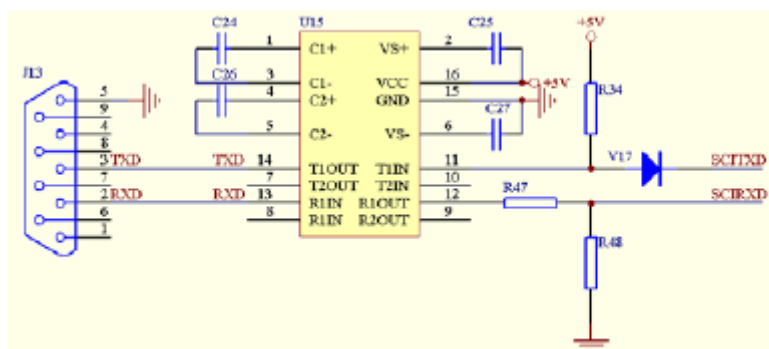 C24 U15 C25 +5V
1 C1+ VS+ 2
J13 3 C1- VCC 16 +5V R34
C26
5 4 C2+ GND 15
9 C27
4 5 C2- VS- 6
8 V17
3 TXD TXD 14 T1OUT T1IN 11 SCITXD
7 7 T2OUT T2IN 10 R47
2 RXD RXD 13 R1IN R1OUT 12 SCIRXD
6 8 R1IN R2OUT 9
1 R48